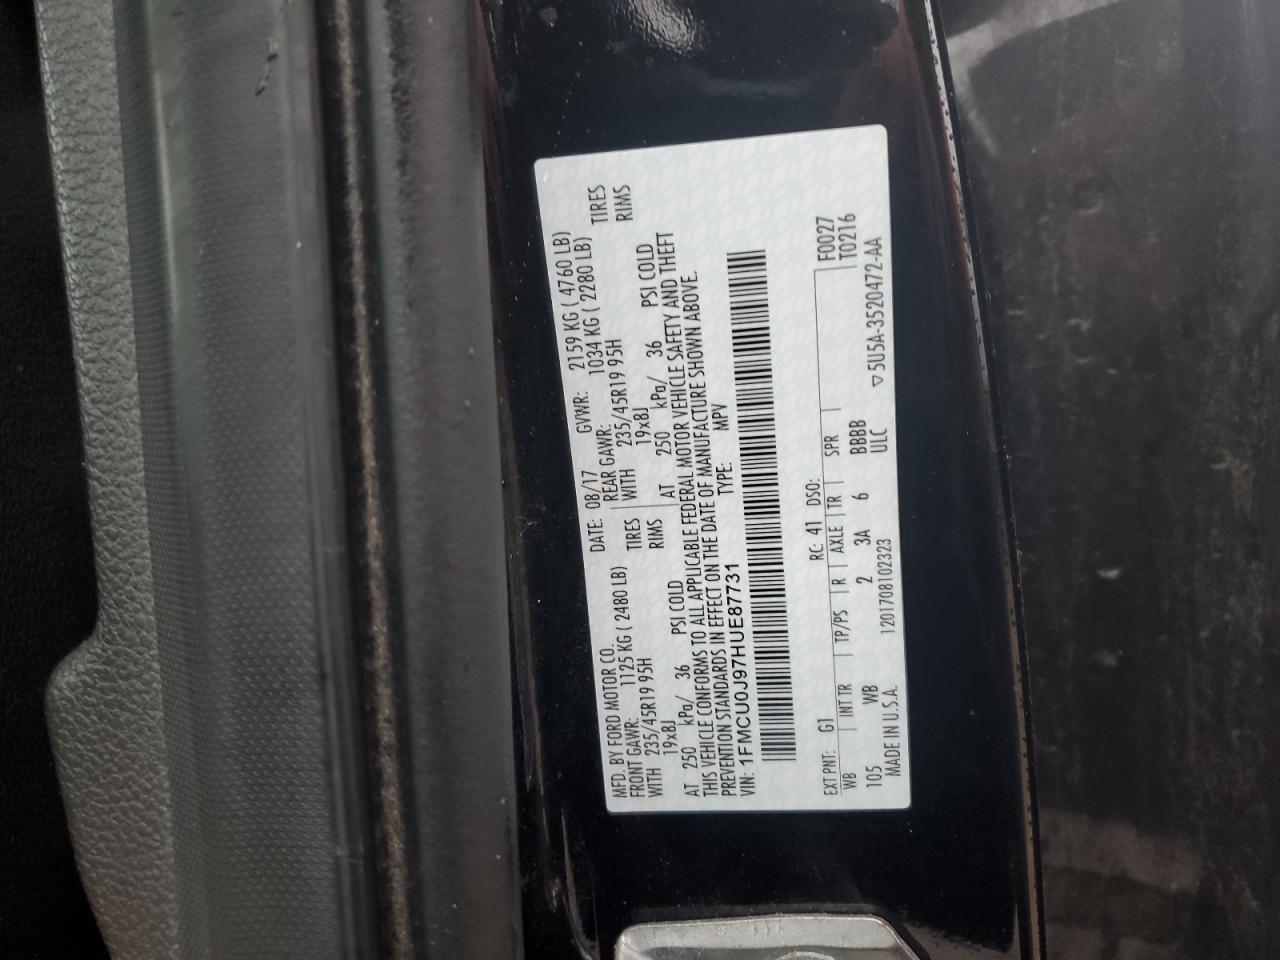 MFD. BY FORD MOTOR CO.
DATE: 08/17 GVWR: 2159 KG ( 4760 LB)
FRONT GAWR: 1125 KG ( 2480 LB) REAR GAWR: 1034 KG ( 2280 LB)
WITH 235/45R19 95H TIRES WITH 235/45R19 95H TIRES
19x8J RIMS 19x8J RIMS
AT 250 kPa/ 36 PSI COLD AT 250 kPa/ 36 PSI COLD
THIS VEHICLE CONFORMS TO ALL APPLICABLE FEDERAL MOTOR VEHICLE SAFETY AND THEFT
PREVENTION STANDARDS IN EFFECT ON THE DATE OF MANUFACTURE SHOWN ABOVE.
VIN: 1FMCU0J97HUE87731 TYPE: MPV
EXT PNT: G1 RC: 41 DSO: F0027
WB INT TR TP/PS R AXLE TR SPR T0216
105 WB 2 3A 6 BBBB
ULC
MADE IN U.S.A. 1201708102323 ▽5U5A-3520472-AA